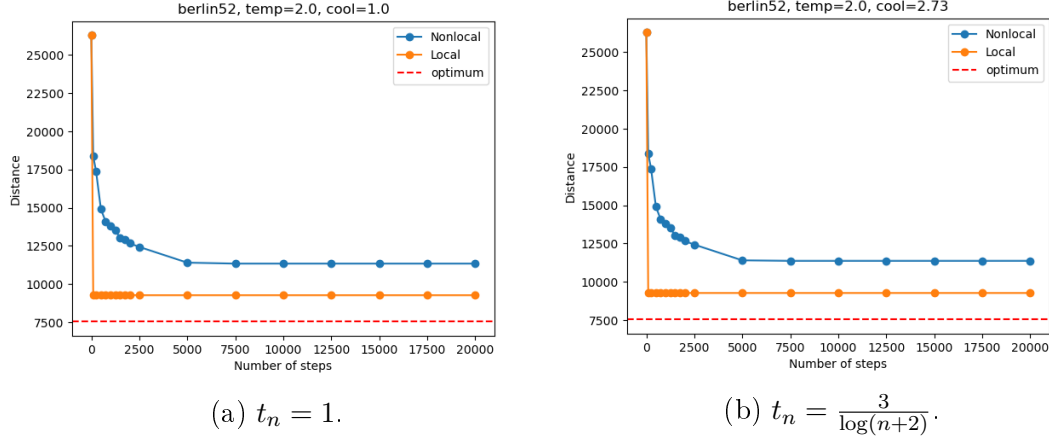 berlin52, temp=2.0, cool=1.0
Distance
25000
22500
20000
17500
15000
12500
10000
7500
Nonlocal
Local
optimum
0 2500 5000 7500 10000 12500 15000 17500 20000
Number of steps
(a) t_n = 1.
berlin52, temp=2.0, cool=2.73
Distance
25000
22500
20000
17500
15000
12500
10000
7500
Nonlocal
Local
optimum
0 2500 5000 7500 10000 12500 15000 17500 20000
Number of steps
(b) t_n = 3/log(n+2).